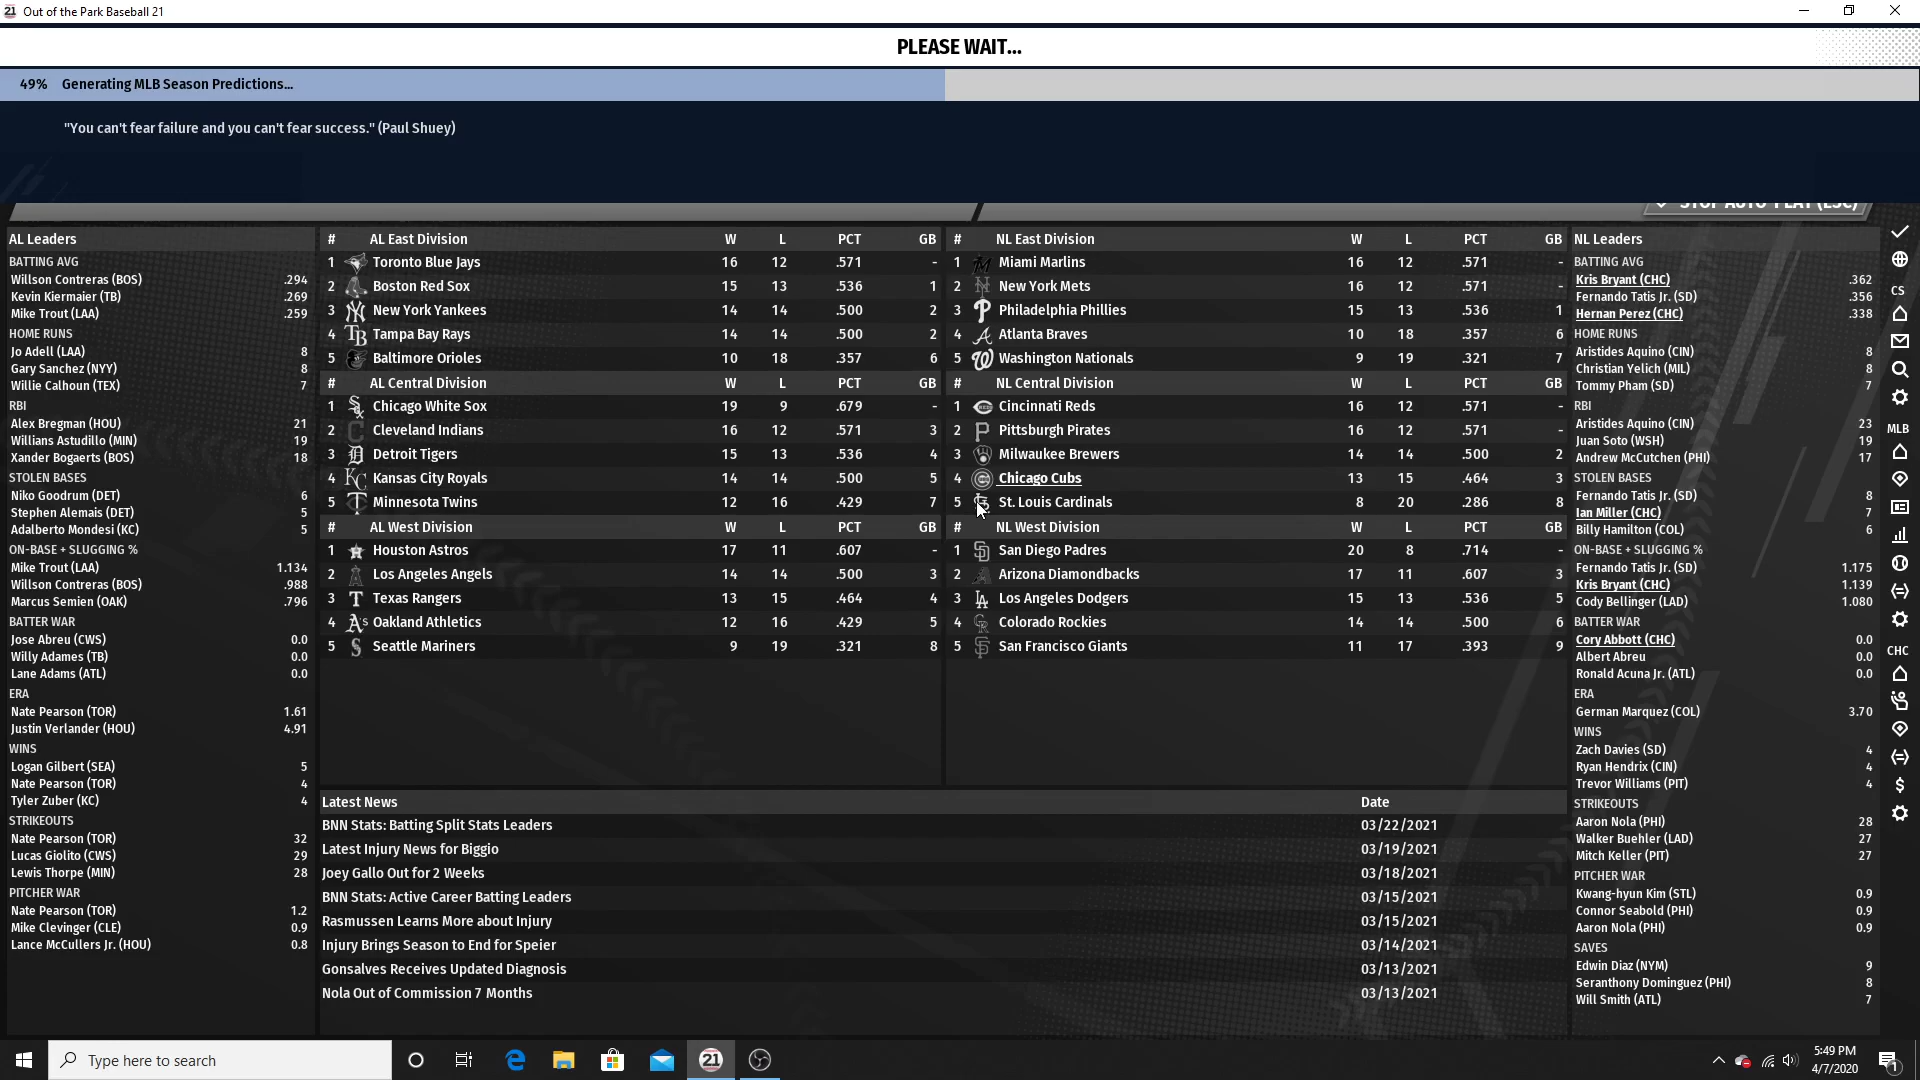 Out of the Park Baseball 21
PLEASE WAIT...
49% Generating MLB Season Predictions...
"You can't fear failure and you can't fear success." (Paul Shuey)
STOP AUTO-PLAY (ESC)
AL Leaders
BATTING AVG
Willson Contreras (BOS) .294
Kevin Kiermaier (TB) .269
Mike Trout (LAA) .259
HOME RUNS
Jo Adell (LAA) 8
Gary Sanchez (NYY) 8
Willie Calhoun (TEX) 7
RBI
Alex Bregman (HOU) 21
Willians Astudillo (MIN) 19
Xander Bogaerts (BOS) 18
STOLEN BASES
Niko Goodrum (DET) 6
Stephen Alemais (DET) 5
Adalberto Mondesi (KC) 5
ON-BASE + SLUGGING %
Mike Trout (LAA) 1.134
Willson Contreras (BOS) .988
Marcus Semien (OAK) .796
BATTER WAR
Jose Abreu (CWS) 0.0
Willy Adames (TB) 0.0
Lane Adams (ATL) 0.0
ERA
Nate Pearson (TOR) 1.61
Justin Verlander (HOU) 4.91
WINS
Logan Gilbert (SEA) 5
Nate Pearson (TOR) 4
Tyler Zuber (KC) 4
STRIKEOUTS
Nate Pearson (TOR) 32
Lucas Giolito (CWS) 29
Lewis Thorpe (MIN) 28
PITCHER WAR
Nate Pearson (TOR) 1.2
Mike Clevinger (CLE) 0.9
Lance McCullers Jr. (HOU) 0.8
# AL East Division W L PCT GB
1 Toronto Blue Jays 16 12 .571 -
2 Boston Red Sox 15 13 .536 1
3 New York Yankees 14 14 .500 2
4 Tampa Bay Rays 14 14 .500 2
5 Baltimore Orioles 10 18 .357 6
# AL Central Division W L PCT GB
1 Chicago White Sox 19 9 .679 -
2 Cleveland Indians 16 12 .571 3
3 Detroit Tigers 15 13 .536 4
4 Kansas City Royals 14 14 .500 5
5 Minnesota Twins 12 16 .429 7
# AL West Division W L PCT GB
1 Houston Astros 17 11 .607 -
2 Los Angeles Angels 14 14 .500 3
3 Texas Rangers 13 15 .464 4
4 Oakland Athletics 12 16 .429 5
5 Seattle Mariners 9 19 .321 8
# NL East Division W L PCT GB
1 Miami Marlins 16 12 .571 -
2 New York Mets 16 12 .571 -
3 Philadelphia Phillies 15 13 .536 1
4 Atlanta Braves 10 18 .357 6
5 Washington Nationals 9 19 .321 7
# NL Central Division W L PCT GB
1 Cincinnati Reds 16 12 .571 -
2 Pittsburgh Pirates 16 12 .571 -
3 Milwaukee Brewers 14 14 .500 2
4 Chicago Cubs 13 15 .464 3
5 St. Louis Cardinals 8 20 .286 8
# NL West Division W L PCT GB
1 San Diego Padres 20 8 .714 -
2 Arizona Diamondbacks 17 11 .607 3
3 Los Angeles Dodgers 15 13 .536 5
4 Colorado Rockies 14 14 .500 6
5 San Francisco Giants 11 17 .393 9
Latest News Date
BNN Stats: Batting Split Stats Leaders 03/22/2021
Latest Injury News for Biggio 03/19/2021
Joey Gallo Out for 2 Weeks 03/18/2021
BNN Stats: Active Career Batting Leaders 03/15/2021
Rasmussen Learns More about Injury 03/15/2021
Injury Brings Season to End for Speier 03/14/2021
Gonsalves Receives Updated Diagnosis 03/13/2021
Nola Out of Commission 7 Months 03/13/2021
NL Leaders
BATTING AVG
Kris Bryant (CHC) .362
Fernando Tatis Jr. (SD) .356
Hernan Perez (CHC) .338
HOME RUNS
Aristides Aquino (CIN) 8
Christian Yelich (MIL) 8
Tommy Pham (SD) 7
RBI
Aristides Aquino (CIN) 23
Juan Soto (WSH) 19
Andrew McCutchen (PHI) 17
STOLEN BASES
Fernando Tatis Jr. (SD) 8
Ian Miller (CHC) 7
Billy Hamilton (COL) 6
ON-BASE + SLUGGING %
Fernando Tatis Jr. (SD) 1.175
Kris Bryant (CHC) 1.139
Cody Bellinger (LAD) 1.080
BATTER WAR
Cory Abbott (CHC) 0.0
Albert Abreu 0.0
Ronald Acuna Jr. (ATL) 0.0
ERA
German Marquez (COL) 3.70
WINS
Zach Davies (SD) 4
Ryan Hendrix (CIN) 4
Trevor Williams (PIT) 4
STRIKEOUTS
Aaron Nola (PHI) 28
Walker Buehler (LAD) 27
Mitch Keller (PIT) 27
PITCHER WAR
Kwang-hyun Kim (STL) 0.9
Connor Seabold (PHI) 0.9
Aaron Nola (PHI) 0.9
SAVES
Edwin Diaz (NYM) 9
Seranthony Dominguez (PHI) 8
Will Smith (ATL) 7
CS
MLB
CHC
Type here to search
21
5:49 PM
4/7/2020
1